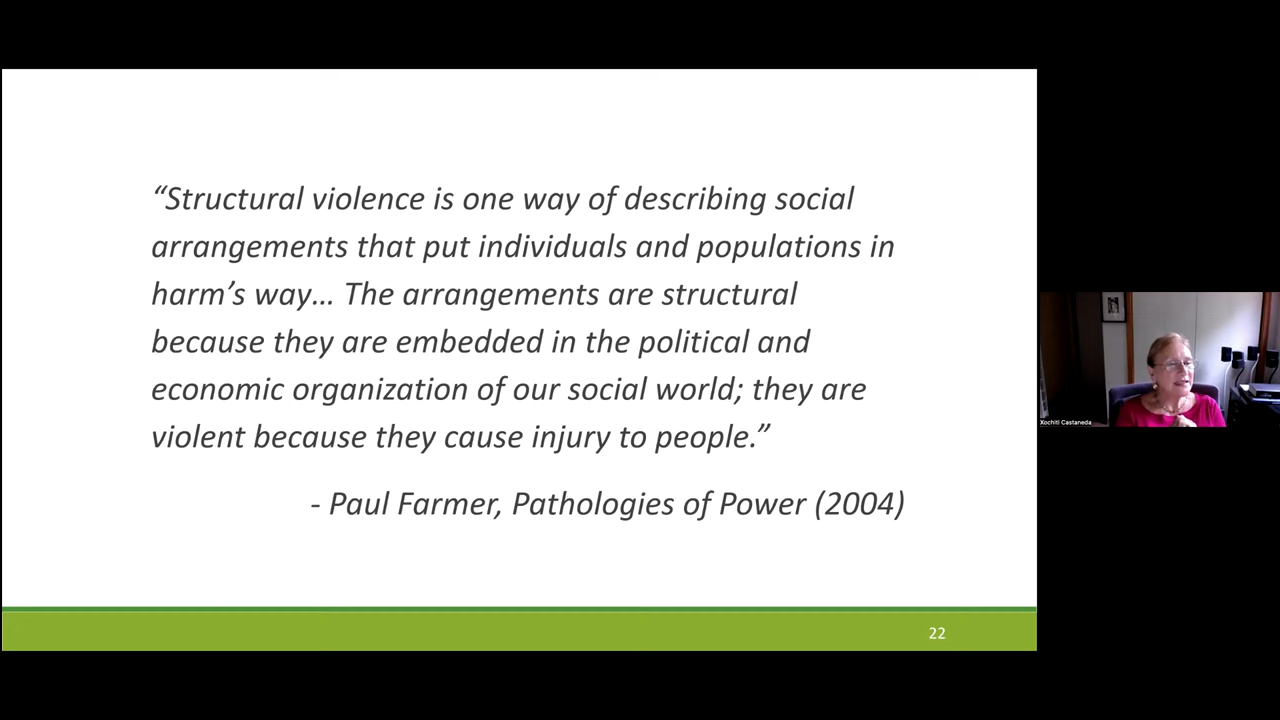 “Structural violence is one way of describing social
arrangements that put individuals and populations in
harm’s way… The arrangements are structural
because they are embedded in the political and
economic organization of our social world; they are
violent because they cause injury to people.”
- Paul Farmer, Pathologies of Power (2004)
22
Xochitl Castaneda